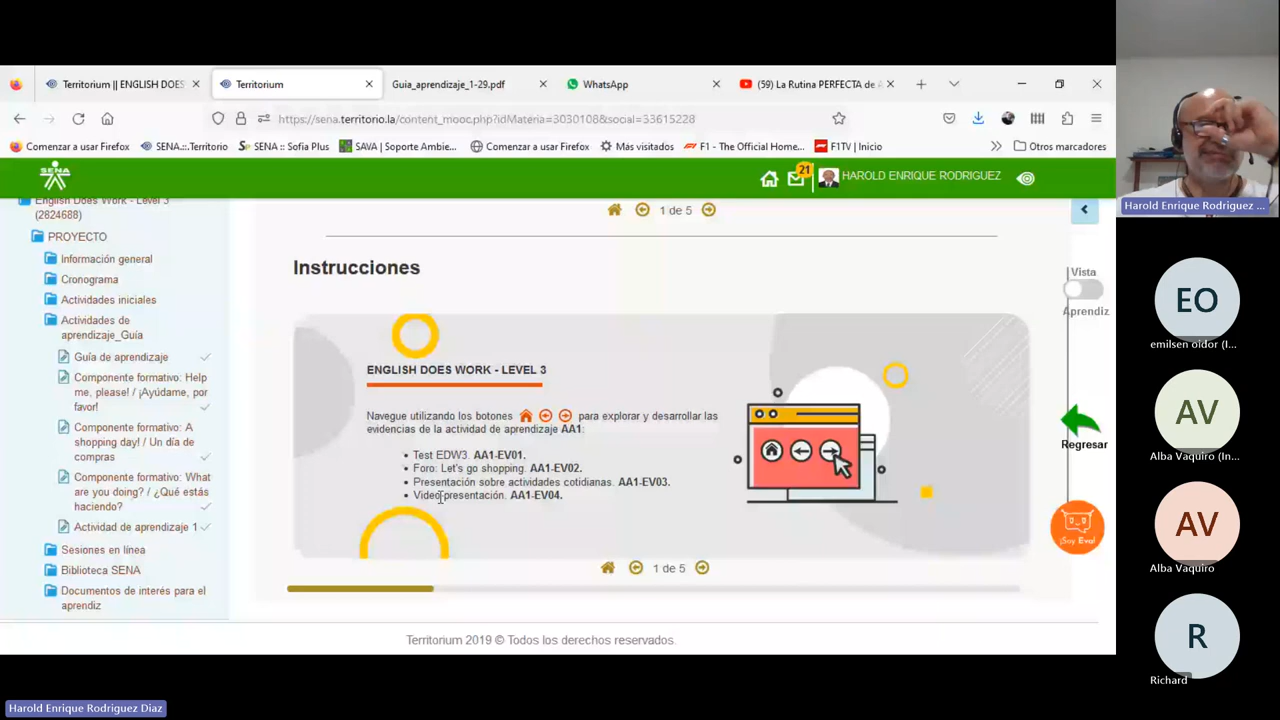 Territorium || ENGLISH DOES
Territorium
Guia_aprendizaje_1-29.pdf
WhatsApp
(59) La Rutina PERFECTA de
https://sena.territorio.la/content_mooc.php?idMateria=3030108&social=33615228
Comenzar a usar Firefox
SENA.::.Territorio
SENA :: Sofia Plus
SAVA | Soporte Ambie...
Comenzar a usar Firefox
Más visitados
F1 - The Official Home...
F1TV | Inicio
Otros marcadores
SENA
21
HAROLD ENRIQUE RODRIGUEZ
English Does Work - Level 3
(2824688)
PROYECTO
Información general
Cronograma
Actividades iniciales
Actividades de
aprendizaje_Guía
Guía de aprendizaje
Componente formativo: Help
me, please! / ¡Ayúdame, por
favor!
Componente formativo: A
shopping day! / Un día de
compras
Componente formativo: What
are you doing? / ¿Qué estás
haciendo?
Actividad de aprendizaje 1
Sesiones en línea
Biblioteca SENA
Documentos de interés para el
aprendiz
1 de 5
Instrucciones
ENGLISH DOES WORK - LEVEL 3
Navegue utilizando los botones para explorar y desarrollar las
evidencias de la actividad de aprendizaje AA1:
• Test EDW3. AA1-EV01.
• Foro: Let's go shopping. AA1-EV02.
• Presentación sobre actividades cotidianas. AA1-EV03.
• Video presentación. AA1-EV04.
1 de 5
Vista
Aprendiz
Regresar
¡Soy Eva!
Territorium 2019 © Todos los derechos reservados.
Harold Enrique Rodriguez ...
EO
emilsen oidor (I...
AV
Alba Vaquiro (In...
AV
Alba Vaquiro
R
Richard
Harold Enrique Rodriguez Diaz